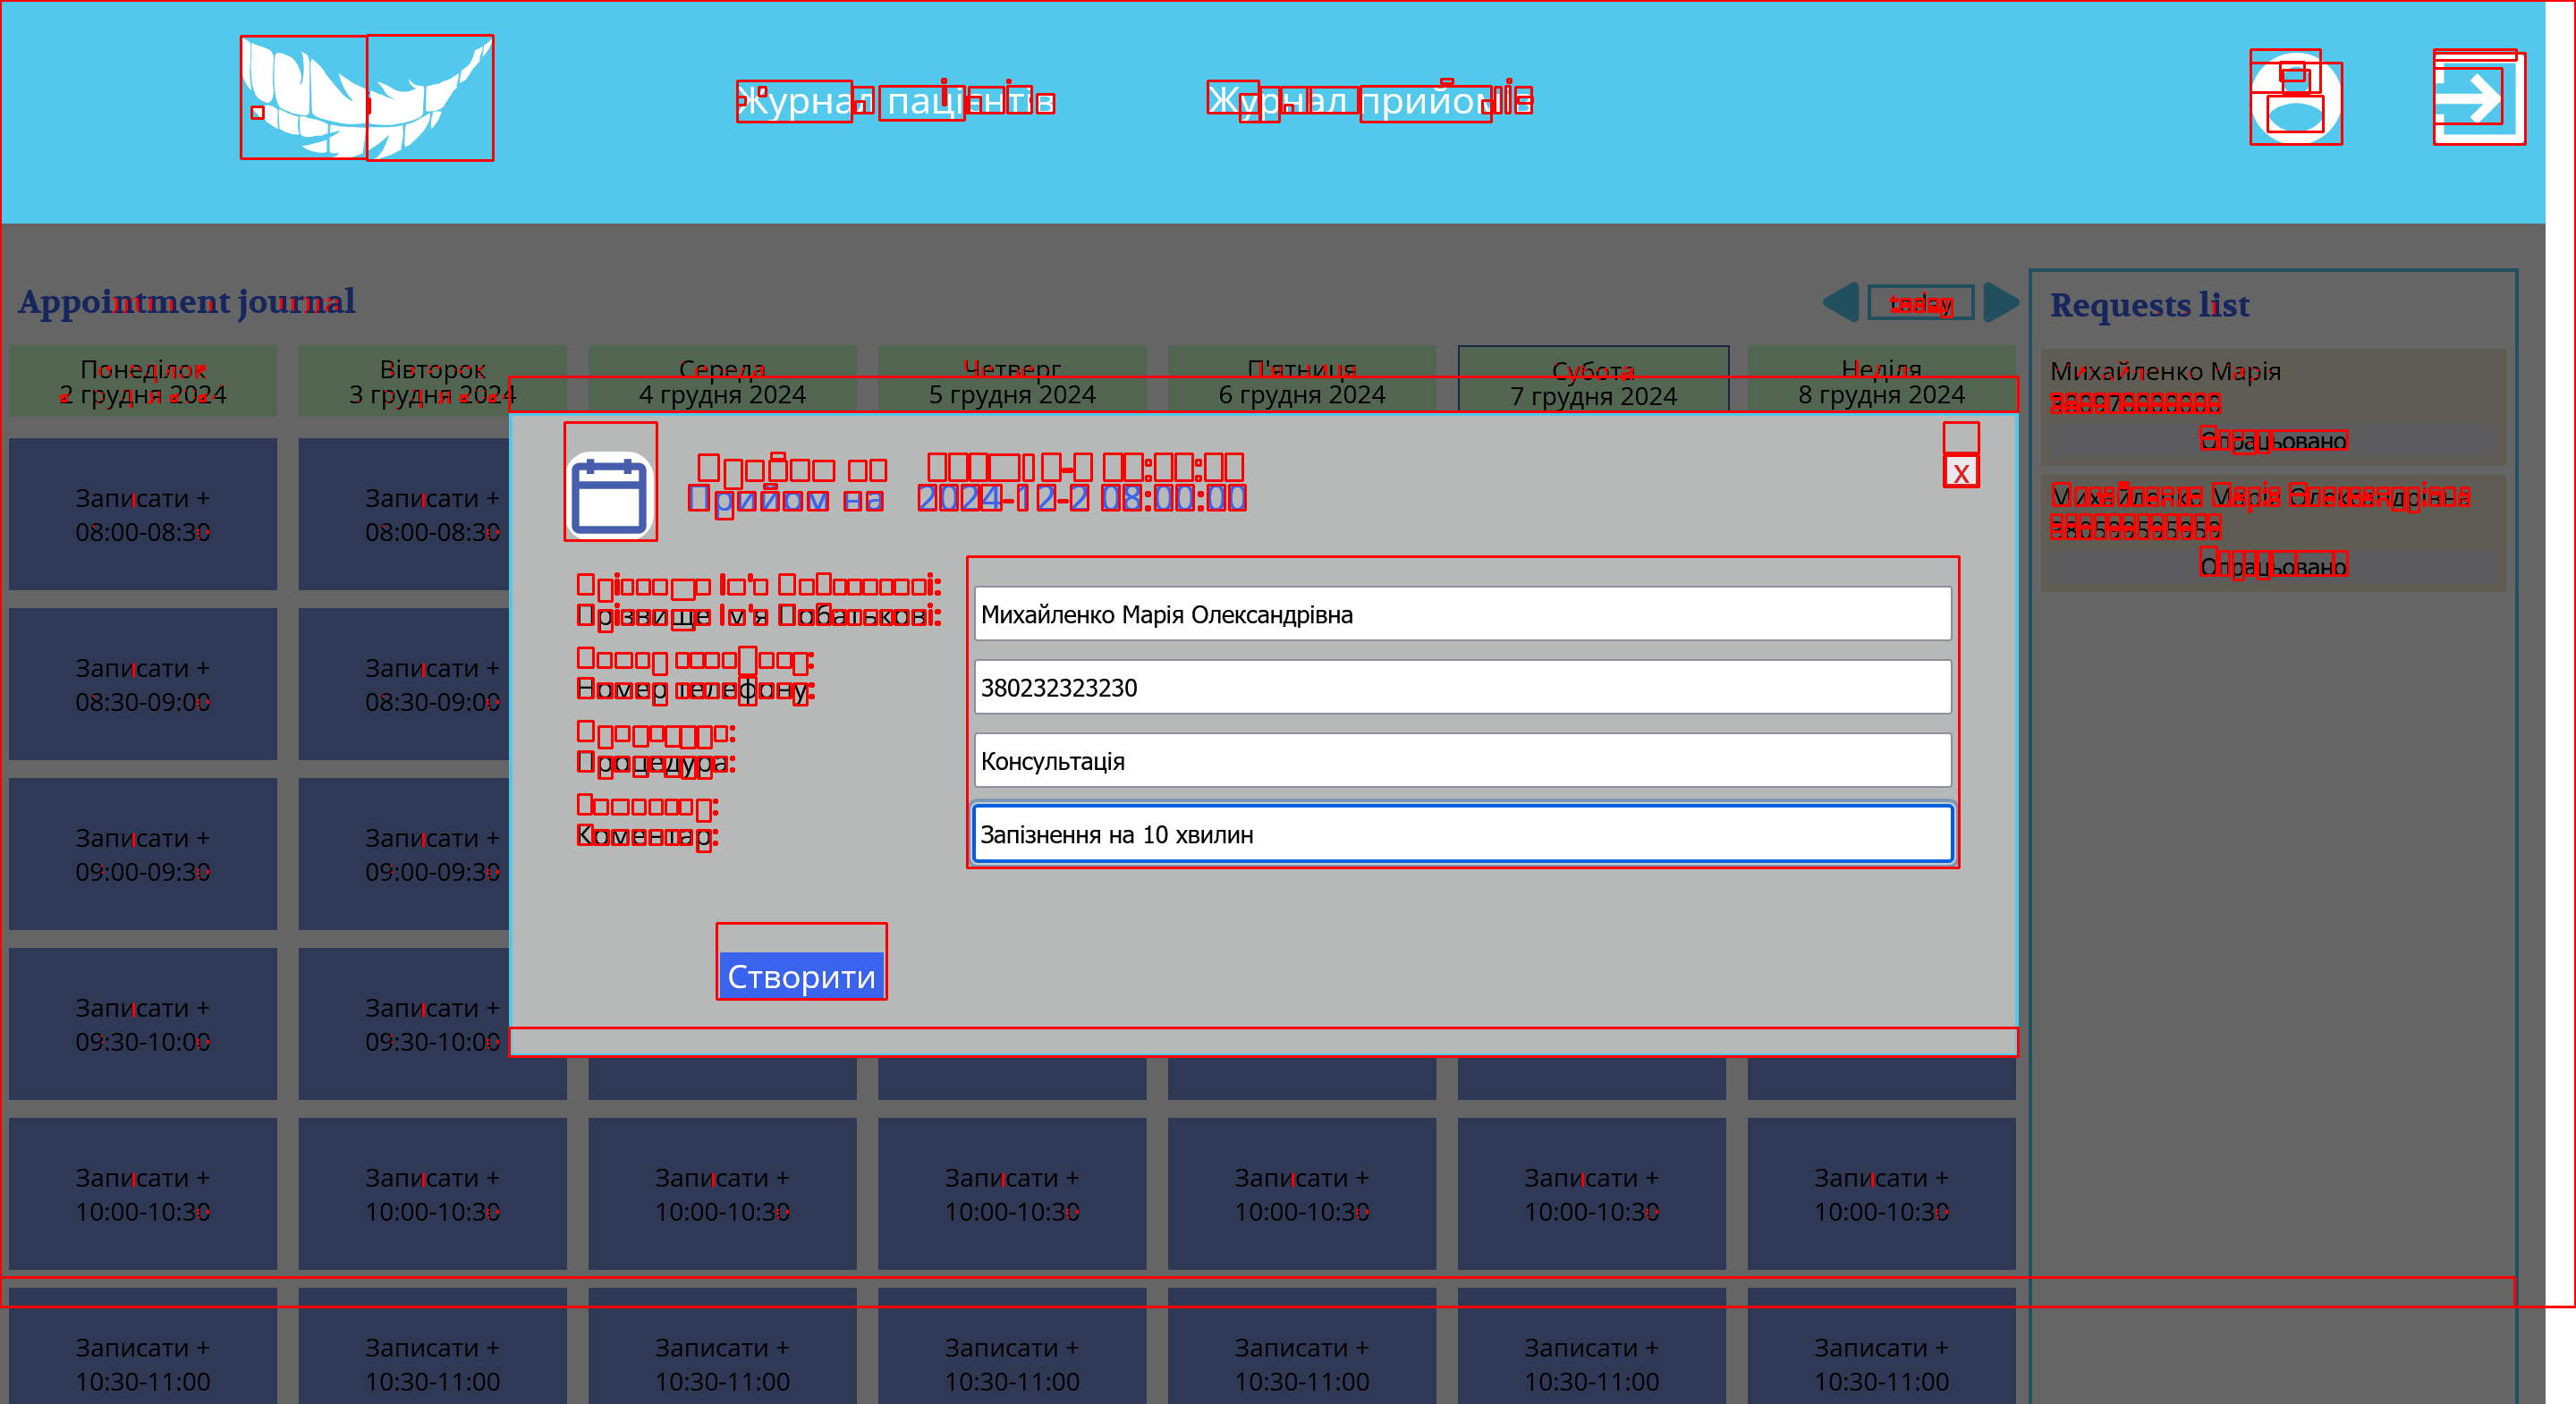 Журнал пацієнтів
Журнал прийомів
Appointment journal
today
Requests list
Понеділок
2 грудня 2024
Вівторок
3 грудня 2024
Середа
4 грудня 2024
Четверг
5 грудня 2024
П'ятниця
6 грудня 2024
Субота
7 грудня 2024
Неділя
8 грудня 2024
Михайленко Марія
Опрацьовано
Михайленко Марія Олександрівна
Опрацьовано
Прийом на 2024-12-2 08:00:00
x
Прізвище Ім'я Побатькові:
Михайленко Марія Олександрівна
Номер телефону:
380232323230
Процедура:
Консультація
Коментар:
Запізнення на 10 хвилин
Створити
Записати +
08:00-08:30
Записати +
08:00-08:30
Записати +
08:30-09:00
Записати +
08:30-09:00
Записати +
09:00-09:30
Записати +
09:00-09:30
Записати +
09:30-10:00
Записати +
09:30-10:00
Записати +
10:00-10:30
Записати +
10:00-10:30
Записати +
10:00-10:30
Записати +
10:00-10:30
Записати +
10:00-10:30
Записати +
10:00-10:30
Записати +
10:00-10:30
Записати +
10:30-11:00
Записати +
10:30-11:00
Записати +
10:30-11:00
Записати +
10:30-11:00
Записати +
10:30-11:00
Записати +
10:30-11:00
Записати +
10:30-11:00